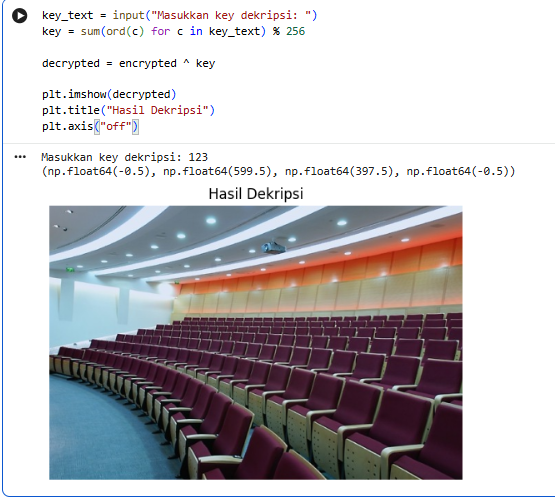 key_text = input("Masukkan key dekripsi: ")
key = sum(ord(c) for c in key_text) % 256
decrypted = encrypted ^ key
plt.imshow(decrypted)
plt.title("Hasil Dekripsi")
plt.axis("off")
Masukkan key dekripsi: 123
(np.float64(-0.5), np.float64(599.5), np.float64(397.5), np.float64(-0.5))
Hasil Dekripsi